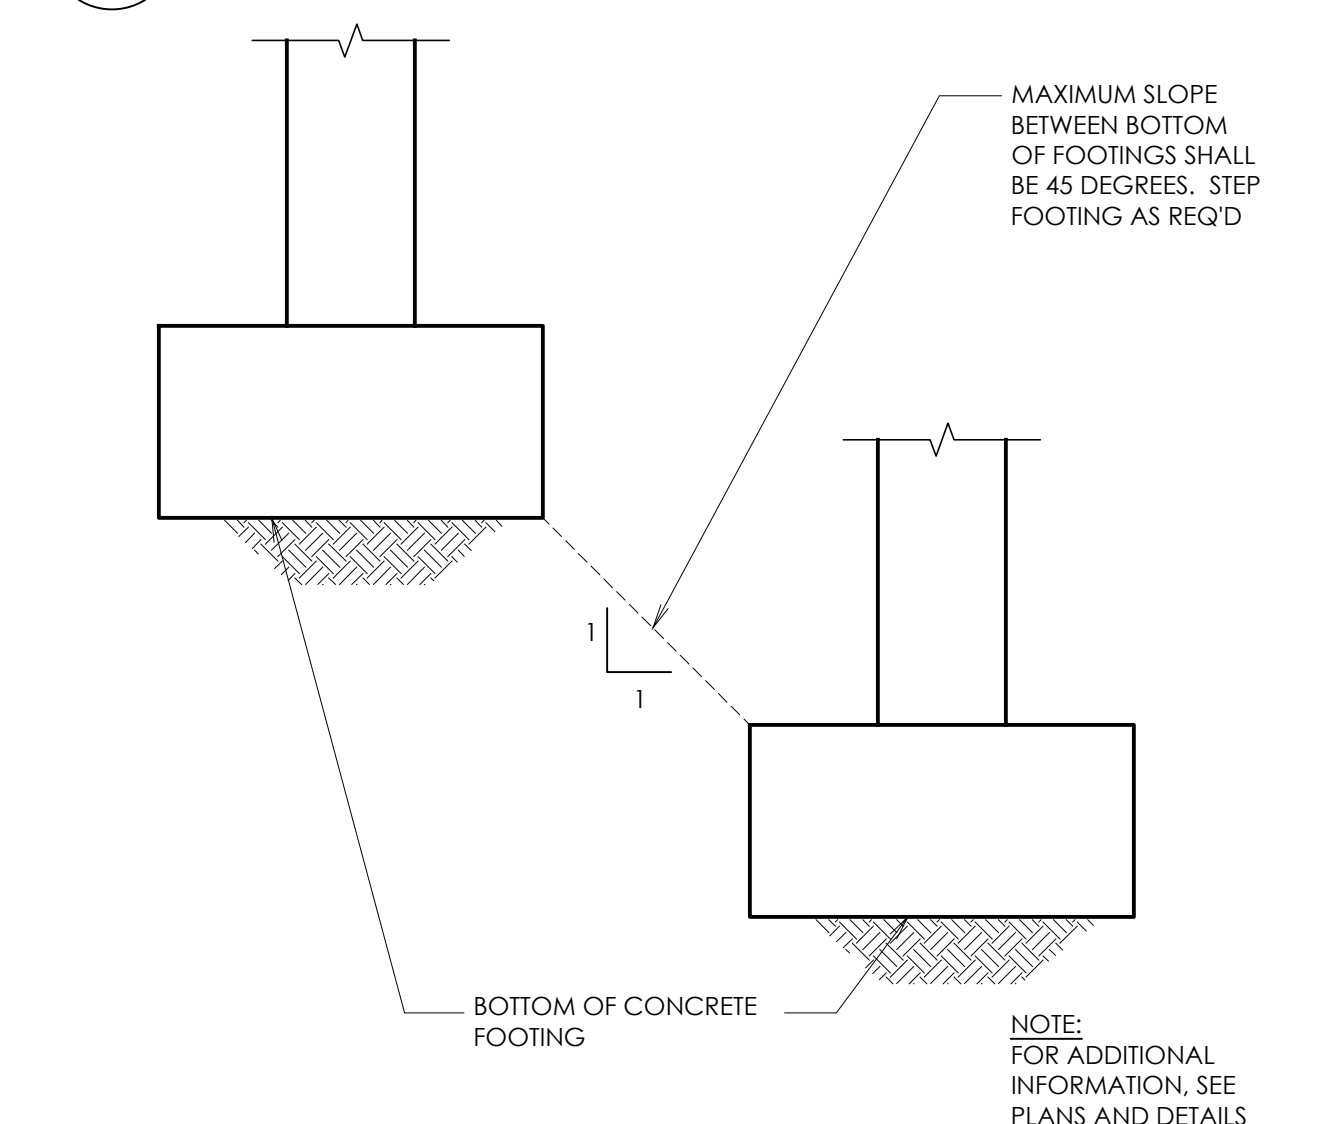 MAXIMUM SLOPE
BETWEEN BOTTOM
OF FOOTINGS SHALL
BE 45 DEGREES.  STEP
FOOTING AS REQ'D
1
1
BOTTOM OF CONCRETE
FOOTING
NOTE:
FOR ADDITIONAL
INFORMATION, SEE
PLANS AND DETAILS